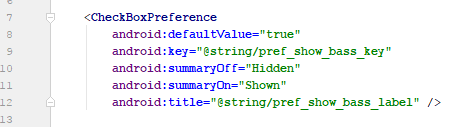 7 <CheckBoxPreference
8 android:defaultValue="true"
9 android:key="@string/pref_show_bass_key"
10 android:summaryOff="Hidden"
11 android:summaryOn="Shown"
12 android:title="@string/pref_show_bass_label" />
13